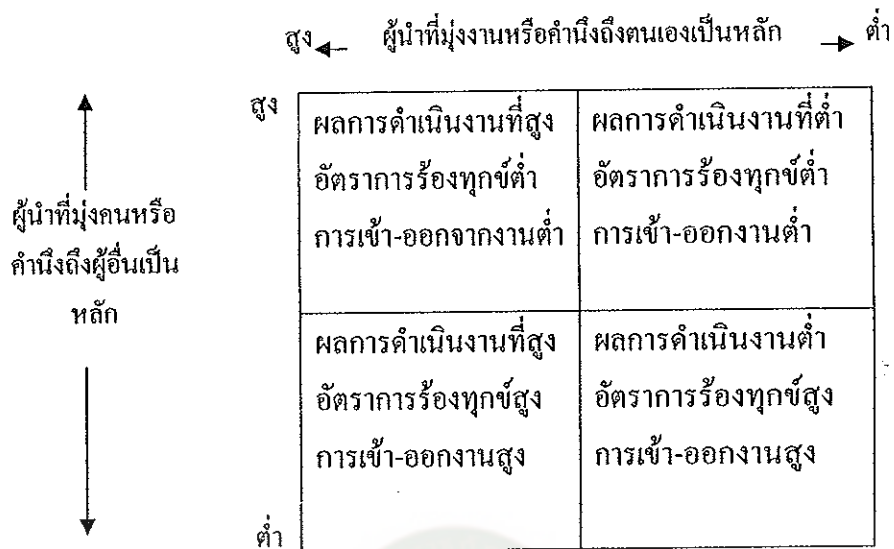 สูง ผู้นำที่มุ่งงานหรือคำนึงถึงตนเองเป็นหลัก ต่ำ
สูง
ผลการดำเนินงานที่สูง
อัตราการร้องทุกข์ต่ำ
การเข้า-ออกจากงานต่ำ
ผลการดำเนินงานที่ต่ำ
อัตราการร้องทุกข์ต่ำ
การเข้า-ออกงานต่ำ
ผู้นำที่มุ่งคนหรือ
คำนึงถึงผู้อื่นเป็น
หลัก
ผลการดำเนินงานที่สูง
อัตราการร้องทุกข์สูง
การเข้า-ออกงานสูง
ผลการดำเนินงานต่ำ
อัตราการร้องทุกข์สูง
การเข้า-ออกงานสูง
ต่ำ